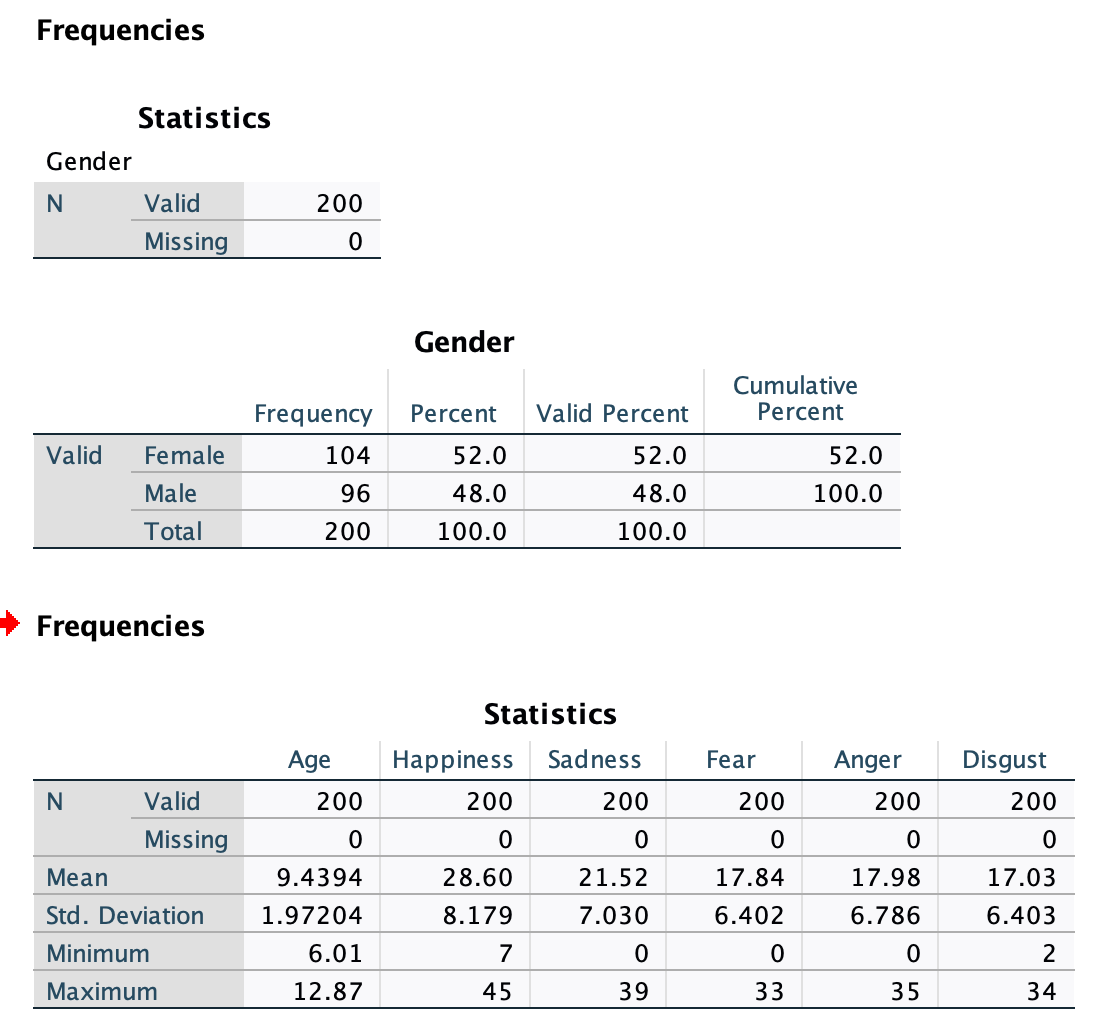 Frequencies
Statistics
Gender
N Valid 200
Missing 0
Gender
Frequency Percent Valid Percent Cumulative Percent
Valid Female 104 52.0 52.0 52.0
Male 96 48.0 48.0 100.0
Total 200 100.0 100.0
Frequencies
Statistics
Age Happiness Sadness Fear Anger Disgust
N Valid 200 200 200 200 200 200
Missing 0 0 0 0 0 0
Mean 9.4394 28.60 21.52 17.84 17.98 17.03
Std. Deviation 1.97204 8.179 7.030 6.402 6.786 6.403
Minimum 6.01 7 0 0 0 2
Maximum 12.87 45 39 33 35 34